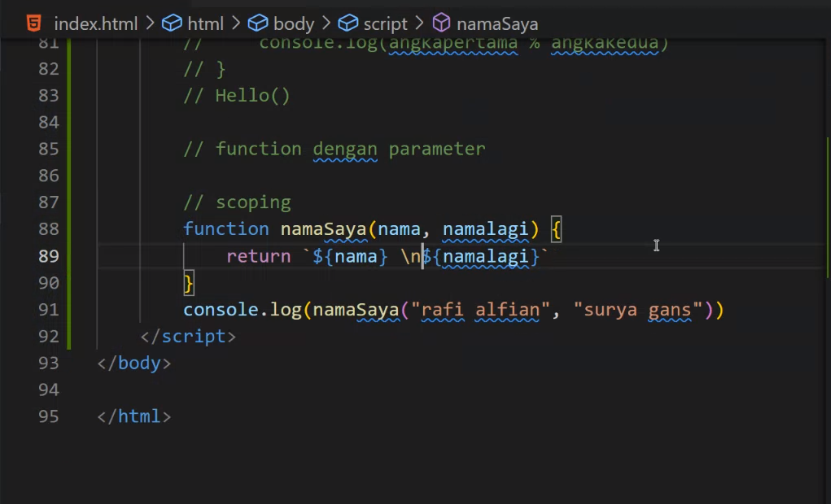 index.html > html > body > script > namaSaya
81 //     console.log(angkapertama % angkakedua)
82 // }
83 // Hello()
84
85 // function dengan parameter
86
87 // scoping
88 function namaSaya(nama, namalagi) {
89     return `${nama} \n${namalagi}`
90 }
91 console.log(namaSaya("rafi alfian", "surya gans"))
92 </script>
93 </body>
94
95 </html>